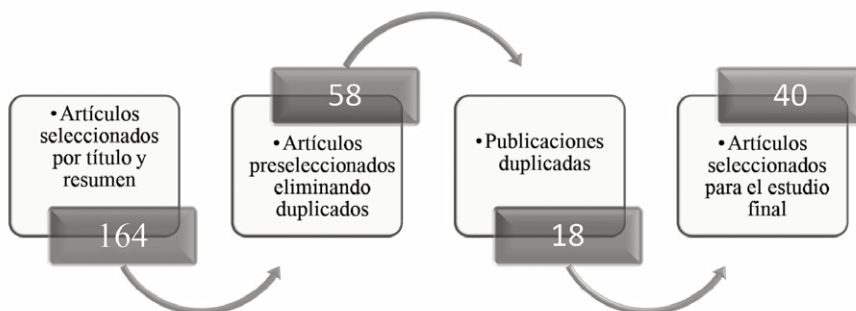 • Artículos
seleccionados
por título y
resumen
164
58
• Artículos
preseleccionados
eliminando
duplicados
• Publicaciones
duplicadas
18
40
• Artículos
seleccionados
para el estudio
final